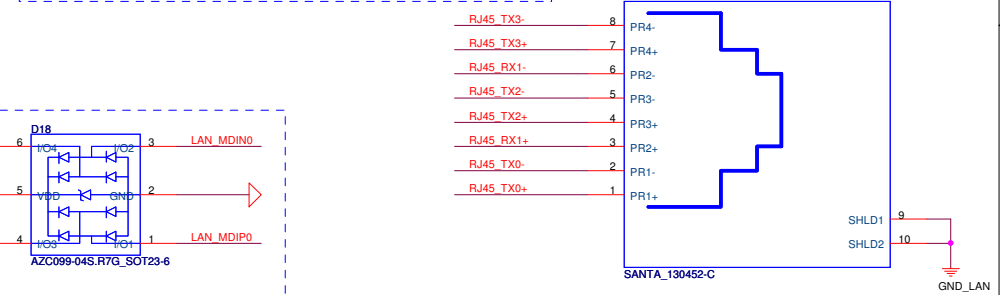 RJ45_TX3- 8 PR4-
RJ45_TX3+ 7 PR4+
RJ45_RX1- 6 PR2-
RJ45_TX2- 5 PR3-
RJ45_TX2+ 4 PR3+
RJ45_RX1+ 3 PR2+
RJ45_TX0- 2 PR1-
RJ45_TX0+ 1 PR1+
SHLD1 9
SHLD2 10
SANTA_130452-C
GND_LAN
D18
6 I/O4 I/O2 3 LAN_MDIN0
5 VDD GND 2
4 I/O3 I/O1 1 LAN_MDIP0
AZC099-04S.R7G_SOT23-6